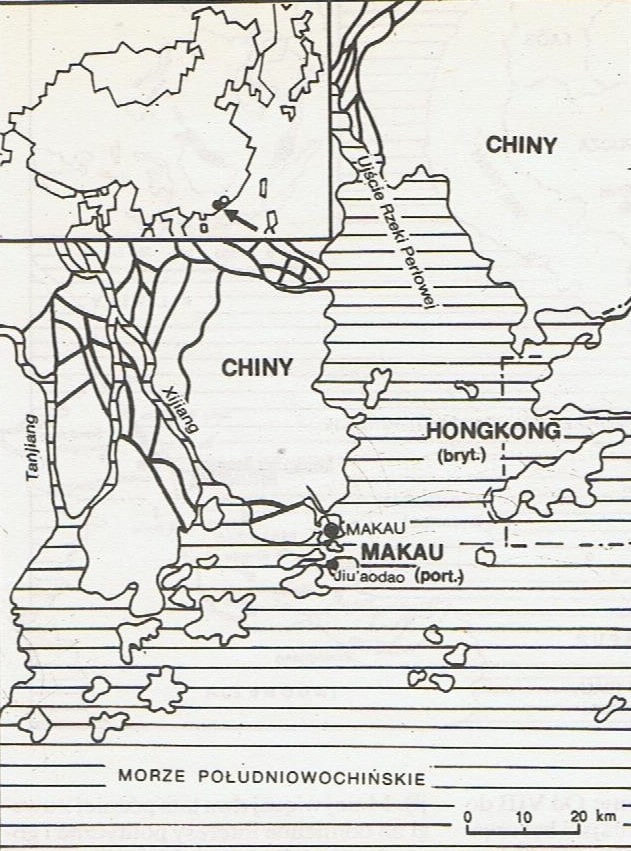 CHINY
Ujście Rzeki Perłowej
CHINY
Xijiang
Tanjiang
HONGKONG
(bryt.)
MAKAU
MAKAU
Jiu'aodao (port.)
MORZE POŁUDNIOWOCHIŃSKIE
0 10 20 km